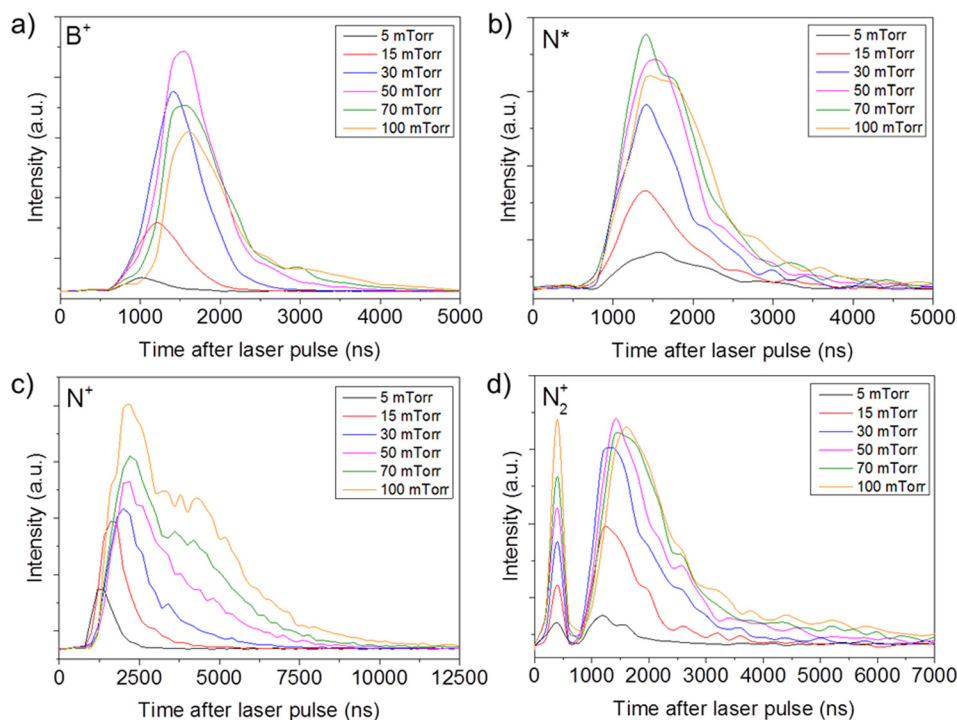 a) B⁺
5 mTorr
15 mTorr
30 mTorr
50 mTorr
70 mTorr
100 mTorr
Intensity (a.u.)
0 1000 2000 3000 4000 5000
Time after laser pulse (ns)
b) N*
5 mTorr
15 mTorr
30 mTorr
50 mTorr
70 mTorr
100 mTorr
Intensity (a.u.)
0 1000 2000 3000 4000 5000
Time after laser pulse (ns)
c) N⁺
5 mTorr
15 mTorr
30 mTorr
50 mTorr
70 mTorr
100 mTorr
Intensity (a.u.)
0 2500 5000 7500 10000 12500
Time after laser pulse (ns)
d) N₂⁺
5 mTorr
15 mTorr
30 mTorr
50 mTorr
70 mTorr
100 mTorr
Intensity (a.u.)
0 1000 2000 3000 4000 5000 6000 7000
Time after laser pulse (ns)